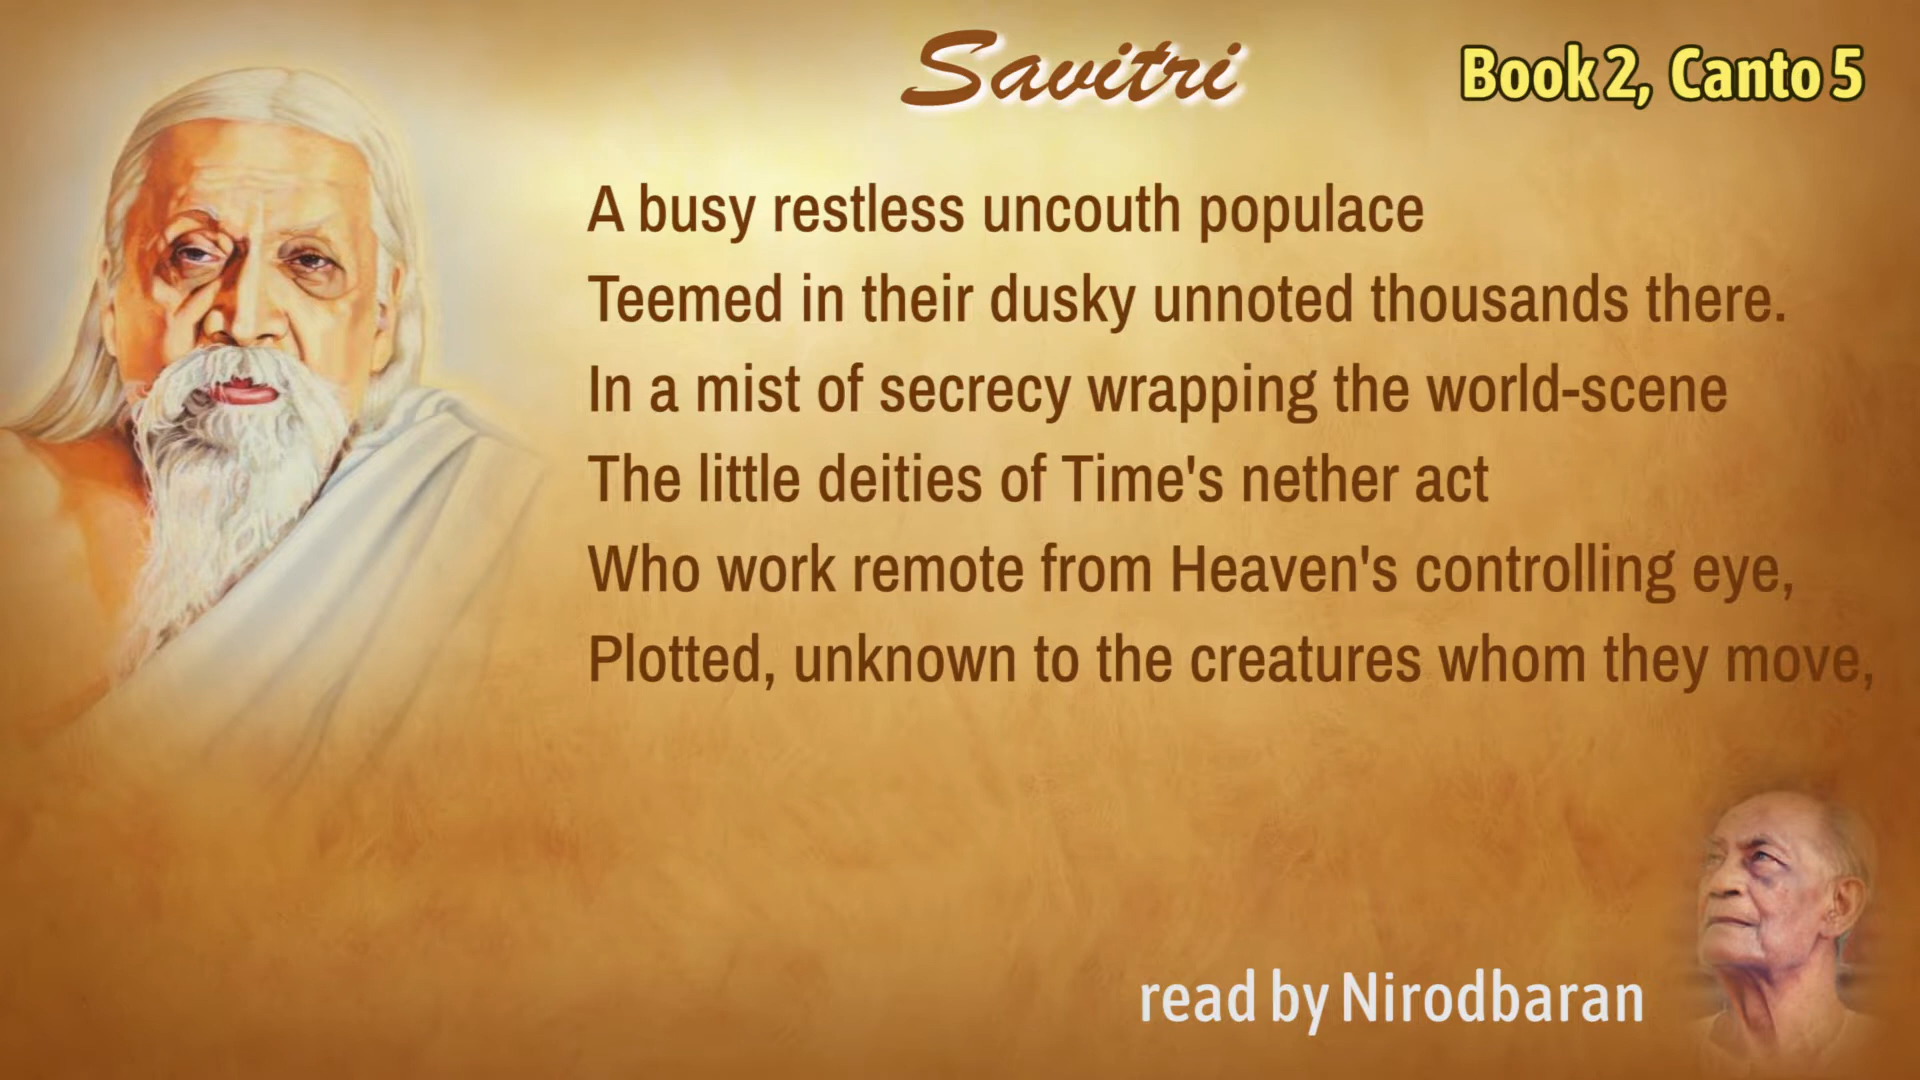 Savitri
Book 2, Canto 5
A busy restless uncouth populace
Teemed in their dusky unnoted thousands there.
In a mist of secrecy wrapping the world-scene
The little deities of Time's nether act
Who work remote from Heaven's controlling eye,
Plotted, unknown to the creatures whom they move,
read by Nirodbaran